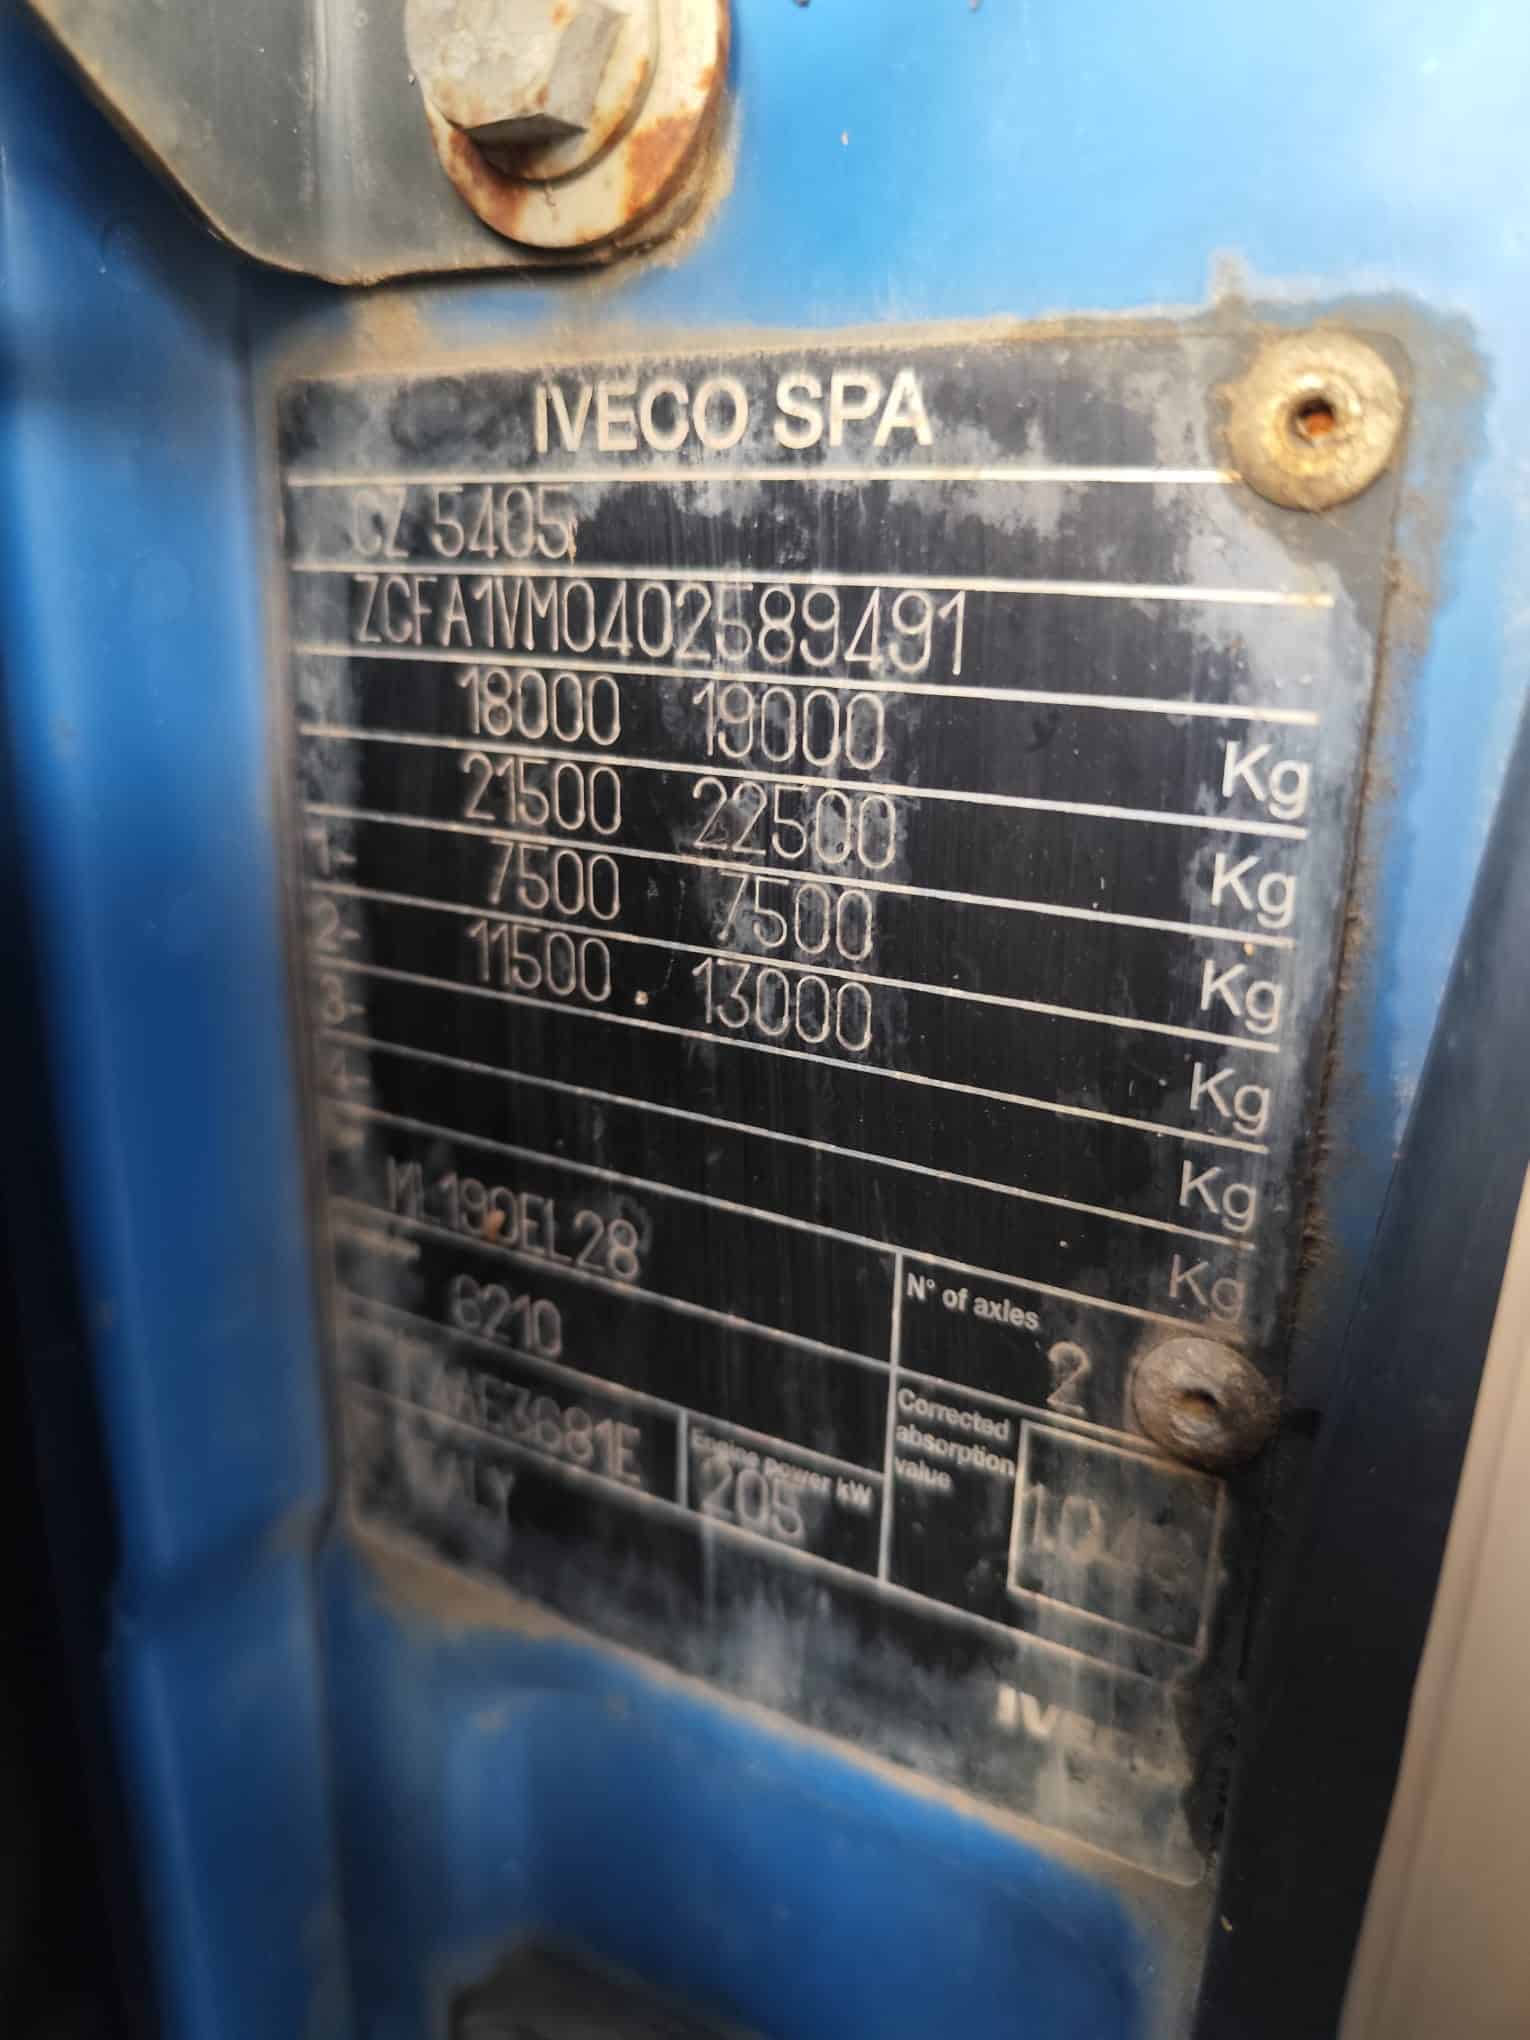 IVECO SPA
CZ 5405
ZCFA1VM0402589491
18000 19000 Kg
21500 22500 Kg
1- 7500 7500 Kg
2- 11500 13000 Kg
3- Kg
4- Kg
ML190EL28
N° of axles 2
6210
Corrected absorption value
Engine power kW
205
IVECO